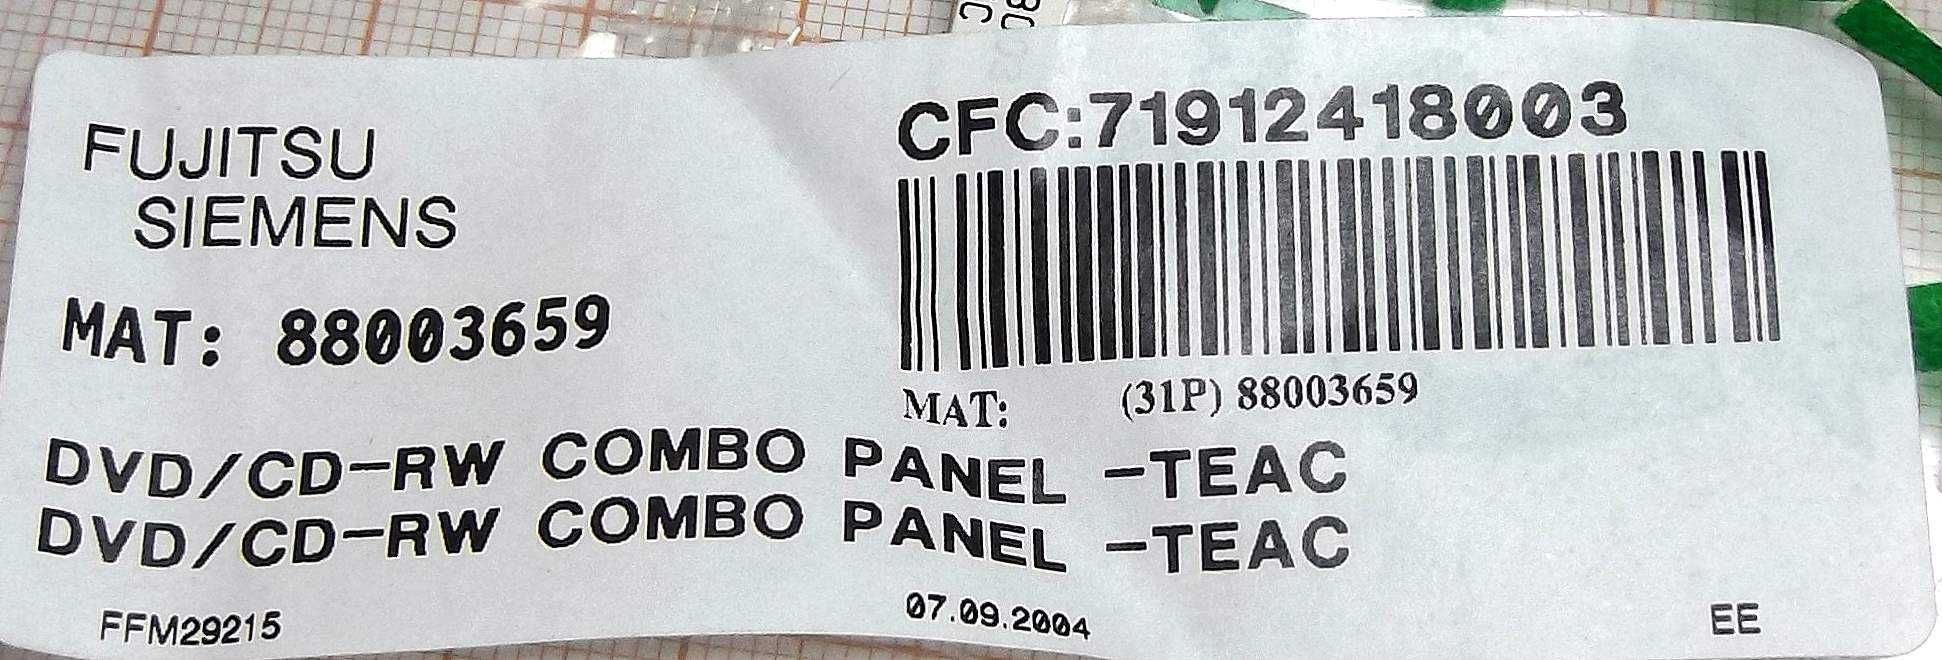 FUJITSU
SIEMENS
CFC:71912418003
MAT: 88003659
MAT: (31P) 88003659
DVD/CD-RW COMBO PANEL -TEAC
DVD/CD-RW COMBO PANEL -TEAC
FFM29215 07.09.2004 EE